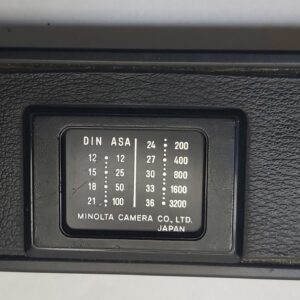 DIN ASA 24 200
12 12 27 400
15 25 30 800
18 50 33 1600
21 100 36 3200
MINOLTA CAMERA CO., LTD.
JAPAN